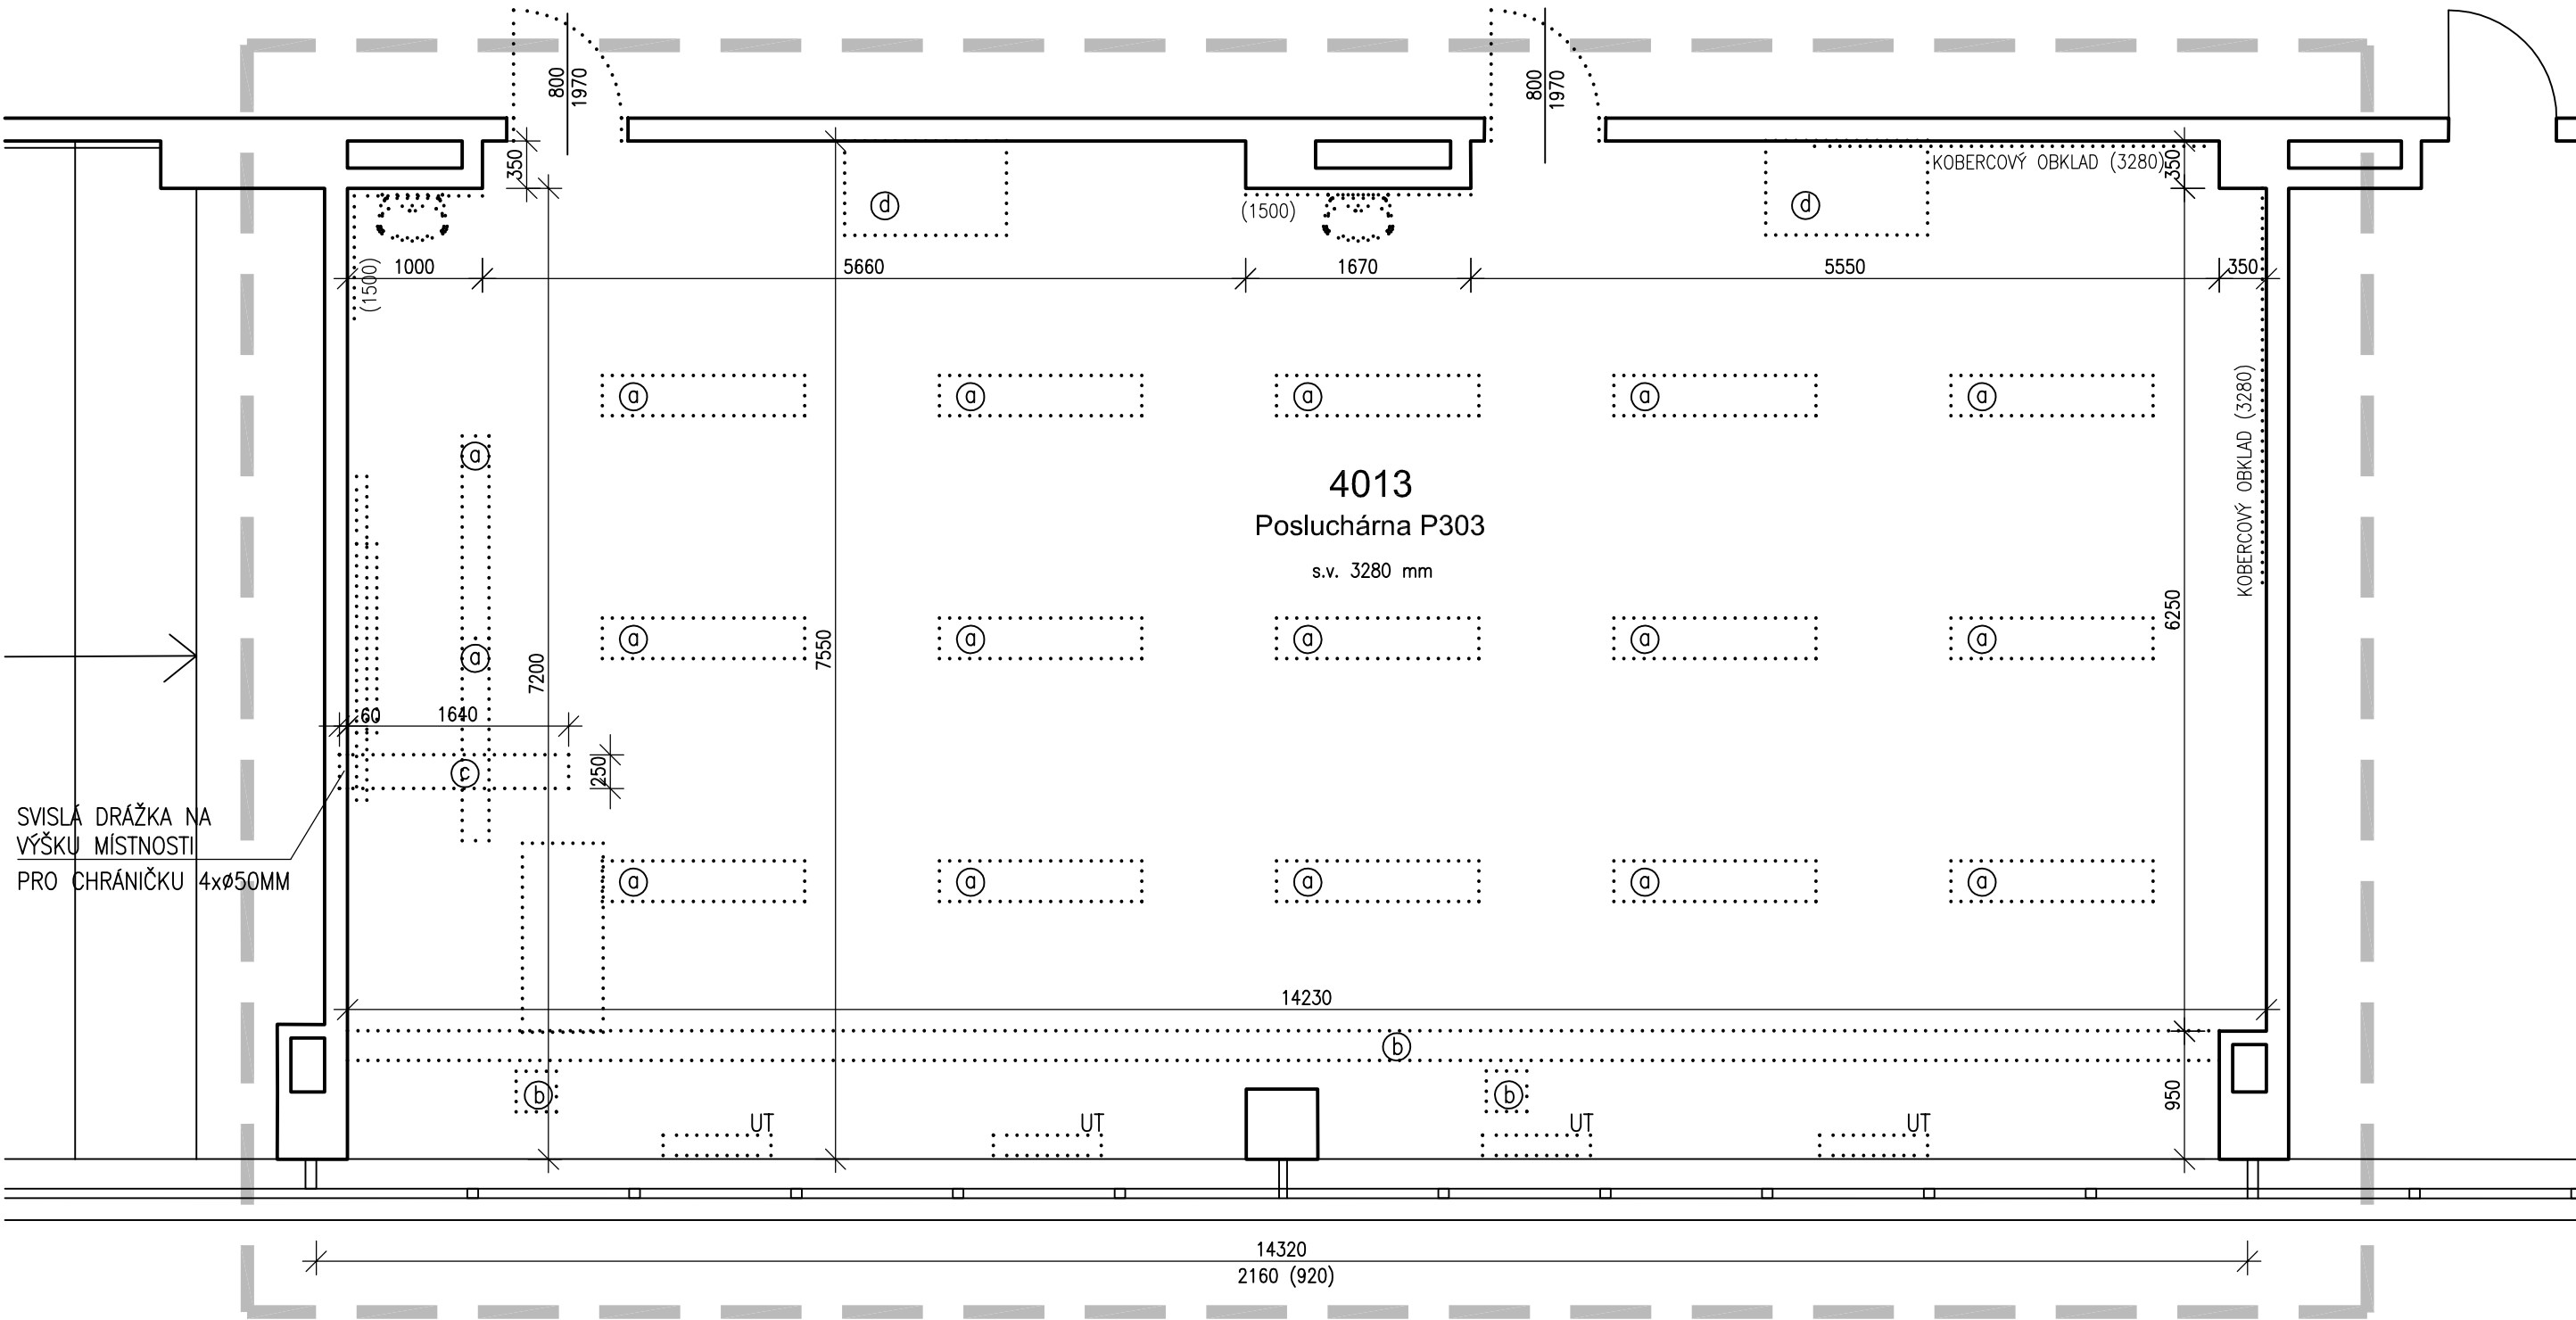 800
1970
800
1970
350
KOBERCOVÝ OBKLAD (3280)
350
d
(1500)
d
(1500)
1000
5660
1670
5550
350
a
a
a
a
a
KOBERCOVÝ OBKLAD (3280)
a
4013
Posluchárna P303
s.v. 3280 mm
6250
a
a
a
a
a
a
7200
7550
60
1640
c
250
SVISLÁ DRÁŽKA NA
VÝŠKU MÍSTNOSTI
PRO CHRÁNIČKU 4xø50MM
a
a
a
a
a
14230
b
b
b
950
UT
UT
UT
UT
14320
2160 (920)